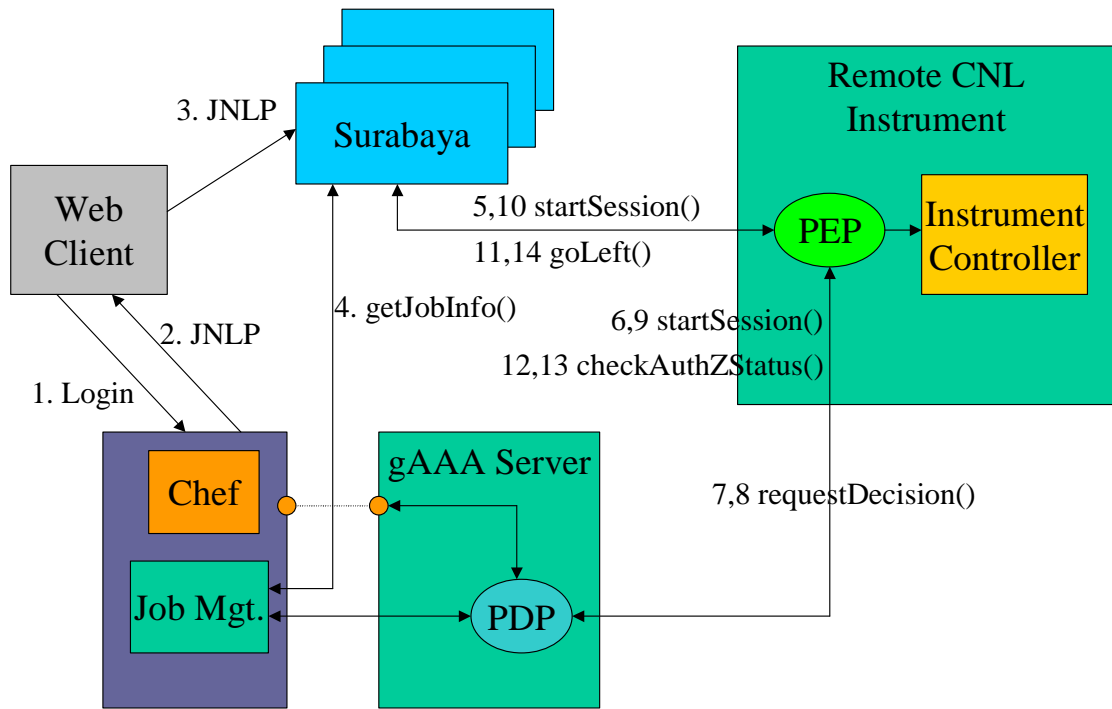 3. JNLP
Surabaya
Remote CNL
Instrument
Web
Client
5,10 startSession()
11,14 goLeft()
PEP
Instrument
Controller
2. JNLP
4. getJobInfo()
6,9 startSession()
12,13 checkAuthZStatus()
1. Login
Chef
gAAA Server
7,8 requestDecision()
Job Mgt.
PDP